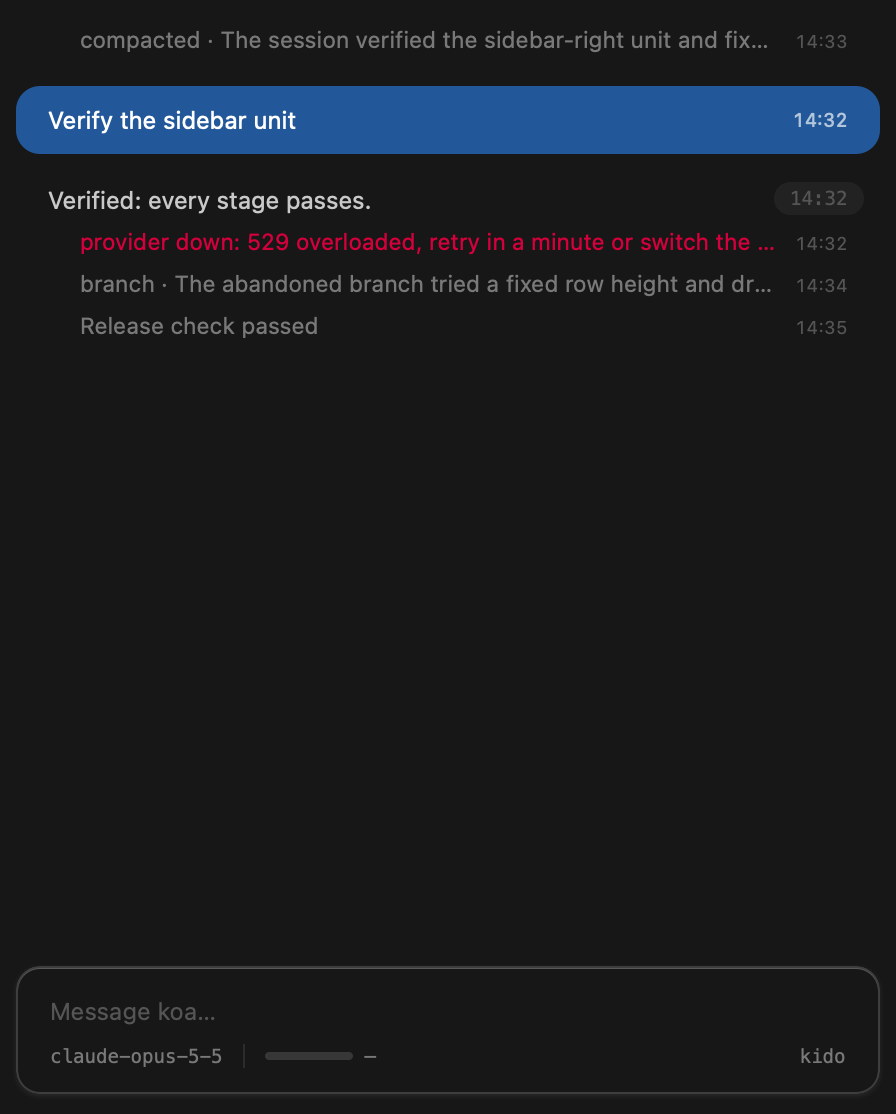 compacted · The session verified the sidebar-right unit and fix... 14:33
Verify the sidebar unit 14:32
Verified: every stage passes. 14:32
provider down: 529 overloaded, retry in a minute or switch the ... 14:32
branch · The abandoned branch tried a fixed row height and dr... 14:34
Release check passed 14:35
Message koa...
claude-opus-5-5 — kido